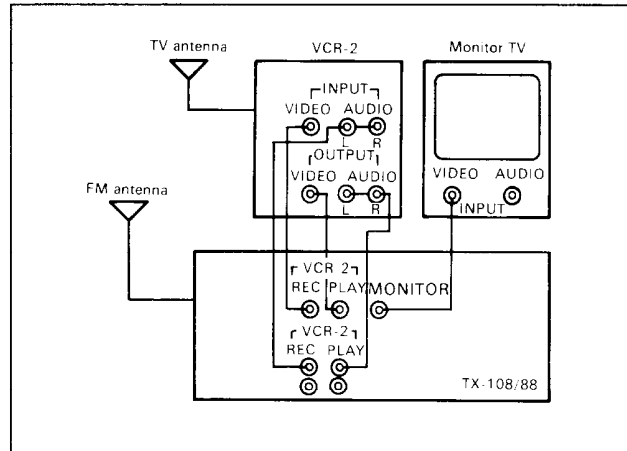 TV antenna VCR-2 Monitor TV
INPUT
VIDEO AUDIO
L R
OUTPUT
VIDEO AUDIO
L R
VIDEO AUDIO
INPUT
FM antenna
VCR 2
REC PLAY MONITOR
VCR-2
REC PLAY
TX-108/88